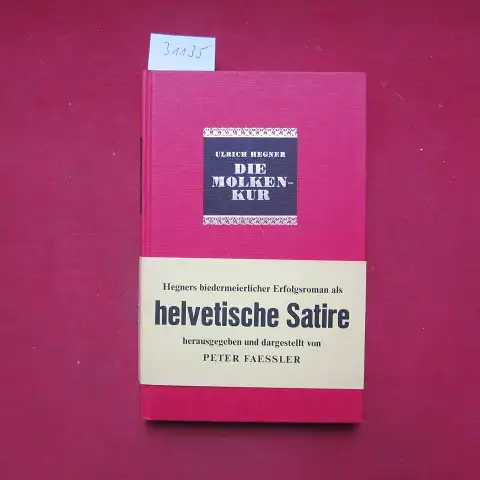 31135
ULRICH HEGNER
DIE
MOLKEN-
KUR
Hegners biedermeierlicher Erfolgsroman als
helvetische Satire
herausgegeben und dargestellt von
PETER FAESSLER